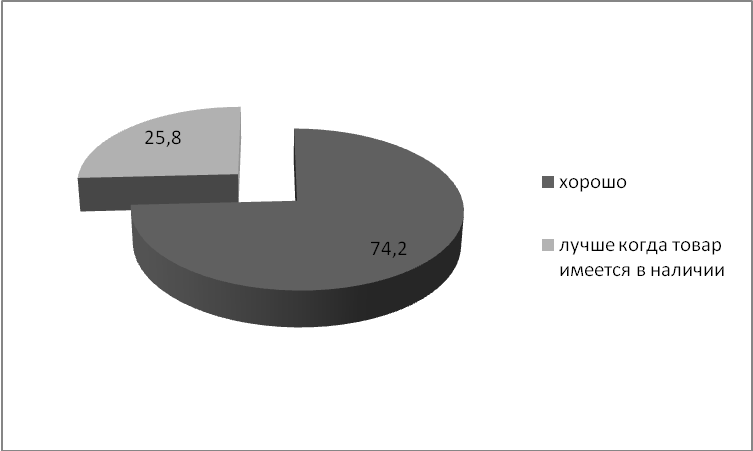 25,8
74,2
хорошо
лучше когда товар
имеется в наличии